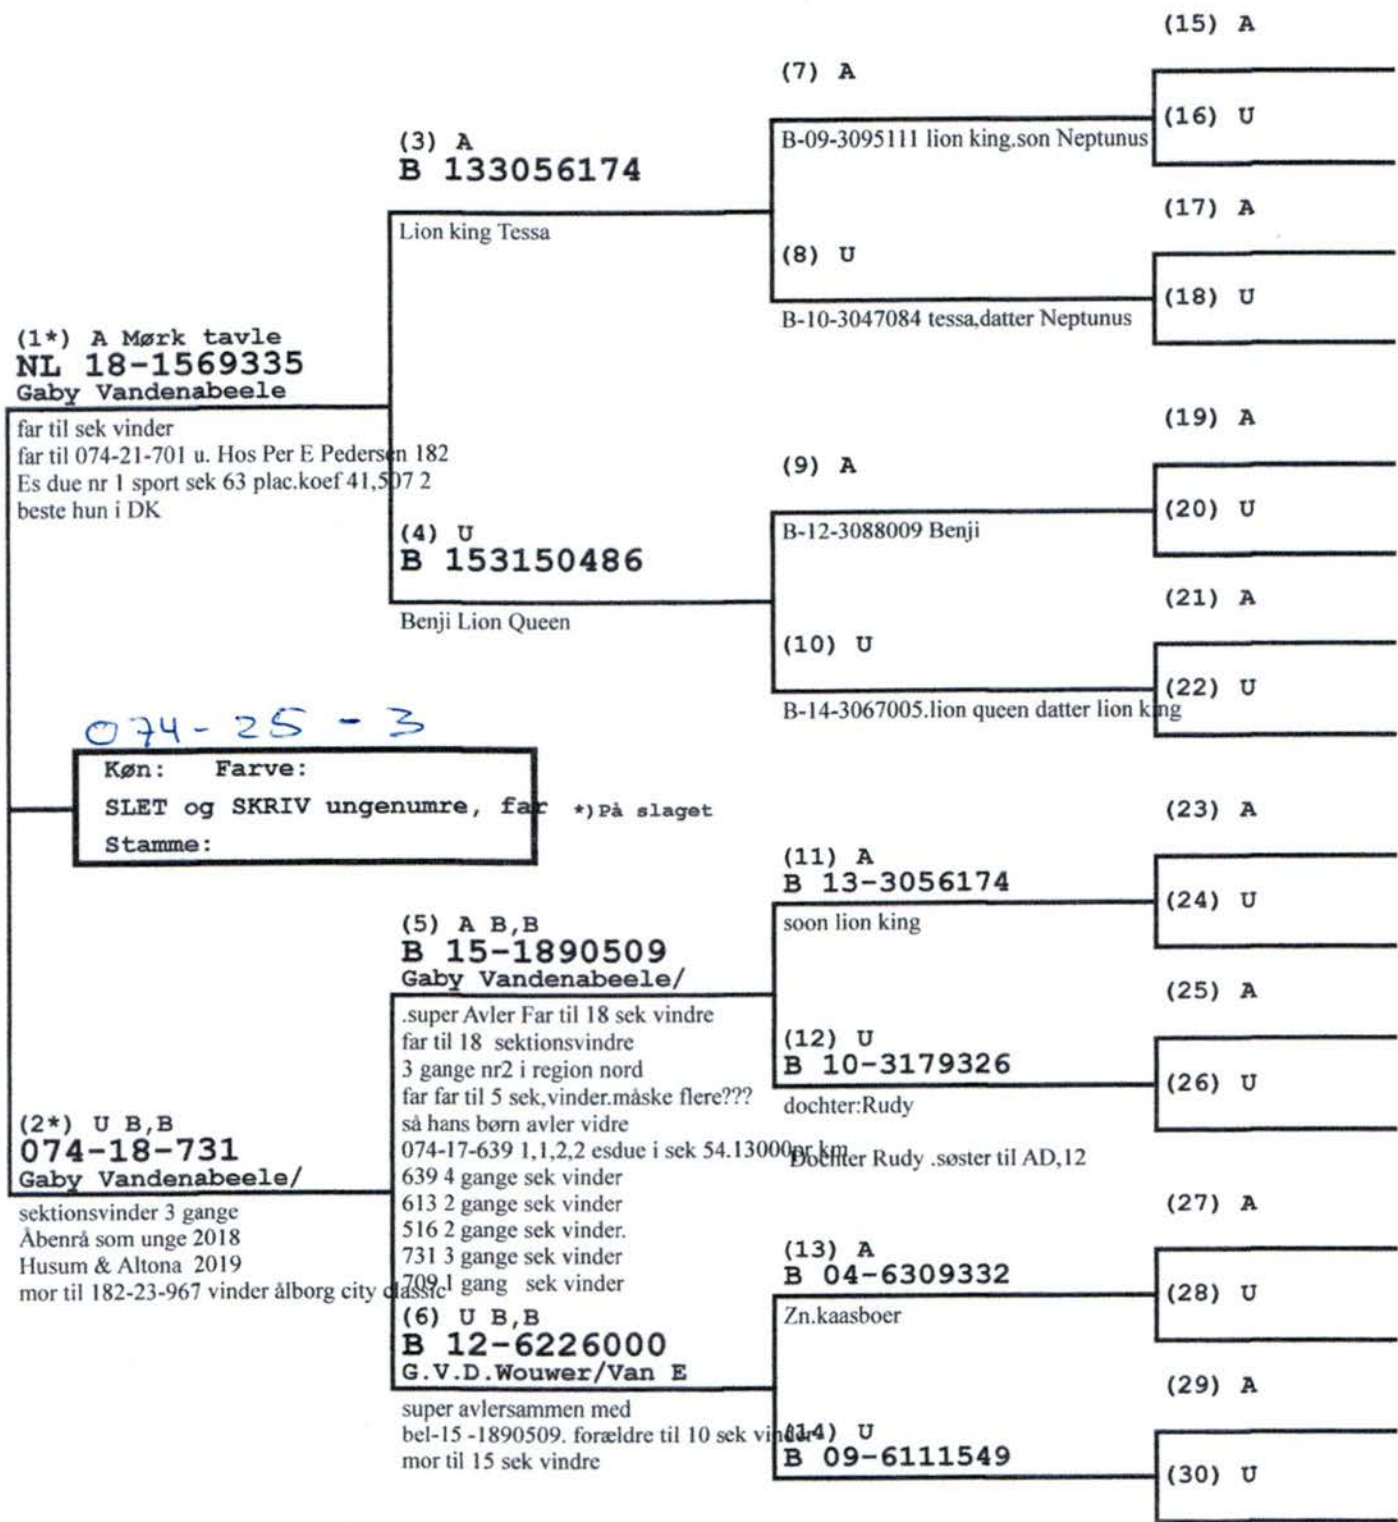 (15) A
(7) A
(16) U
B-09-3095111 lion king.son Neptunus
(3) A
B 133056174
(17) A
Lion king Tessa
(8) U
(18) U
B-10-3047084 tessa,datter Neptunus
(1*) A Mørk tavle
NL 18-1569335
Gaby Vandenabeele
far til sek vinder
far til 074-21-701 u. Hos Per E Pedersen 182
Es due nr 1 sport sek 63 plac.koef 41,507 2
beste hun i DK
(19) A
(9) A
(20) U
B-12-3088009 Benji
(4) U
B 153150486
(21) A
Benji Lion Queen
(10) U
(22) U
B-14-3067005.lion queen datter lion king
074-25-3
Køn: Farve:
SLET og SKRIV ungenumre, far *)På slaget
Stamme:
(23) A
(11) A
B 13-3056174
(24) U
soon lion king
(5) A B,B
B 15-1890509
Gaby Vandenabeele/
.super Avler Far til 18 sek vindre
far til 18 sektionsvindre
3 gange nr2 i region nord
far far til 5 sek,vinder.måske flere???
så hans børn avler vidre
074-17-639 1,1,2,2 esdue i sek 54.13000pr km
639 4 gange sek vinder
613 2 gange sek vinder
516 2 gange sek vinder.
731 3 gange sek vinder
709 1 gang sek vinder
(25) A
(12) U
B 10-3179326
(26) U
dochter:Rudy
Dochter Rudy .søster til AD,12
(2*) U B,B
074-18-731
Gaby Vandenabeele/
sektionsvinder 3 gange
Åbenrå som unge 2018
Husum & Altona 2019
mor til 182-23-967 vinder ålborg city classic
(27) A
(13) A
B 04-6309332
(28) U
Zn.kaasboer
(6) U B,B
B 12-6226000
G.V.D.Wouwer/Van E
super avlersammen med
bel-15 -1890509. forældre til 10 sek vinder
mor til 15 sek vindre
(29) A
(14) U
B 09-6111549
(30) U